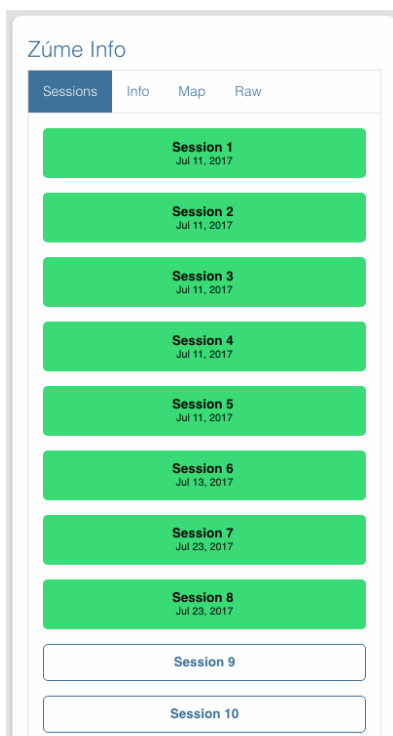 Zúme Info
Sessions Info Map Raw
Session 1
Jul 11, 2017
Session 2
Jul 11, 2017
Session 3
Jul 11, 2017
Session 4
Jul 11, 2017
Session 5
Jul 11, 2017
Session 6
Jul 13, 2017
Session 7
Jul 23, 2017
Session 8
Jul 23, 2017
Session 9
Session 10